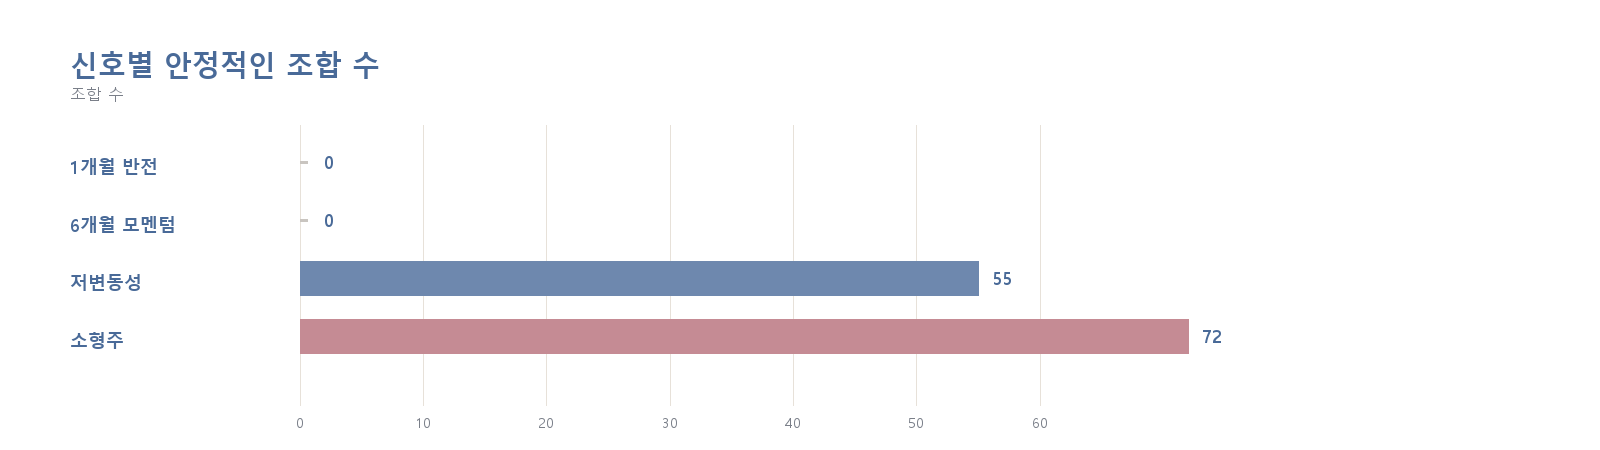 신호별 안정적인 조합 수
조합 수
1개월 반전 0
6개월 모멘텀 0
저변동성 55
소형주 72
0 10 20 30 40 50 60